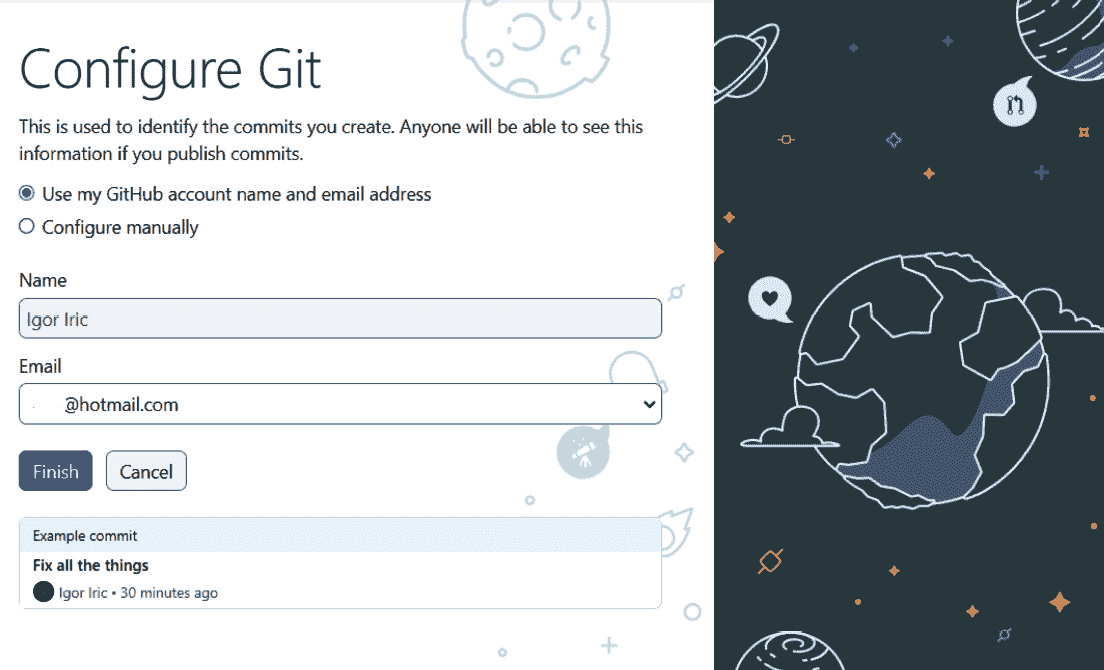 Configure Git
This is used to identify the commits you create. Anyone will be able to see this
information if you publish commits.
Use my GitHub account name and email address
Configure manually
Name
Igor Iric
Email
@hotmail.com
Finish
Cancel
Example commit
Fix all the things
Igor Iric • 30 minutes ago